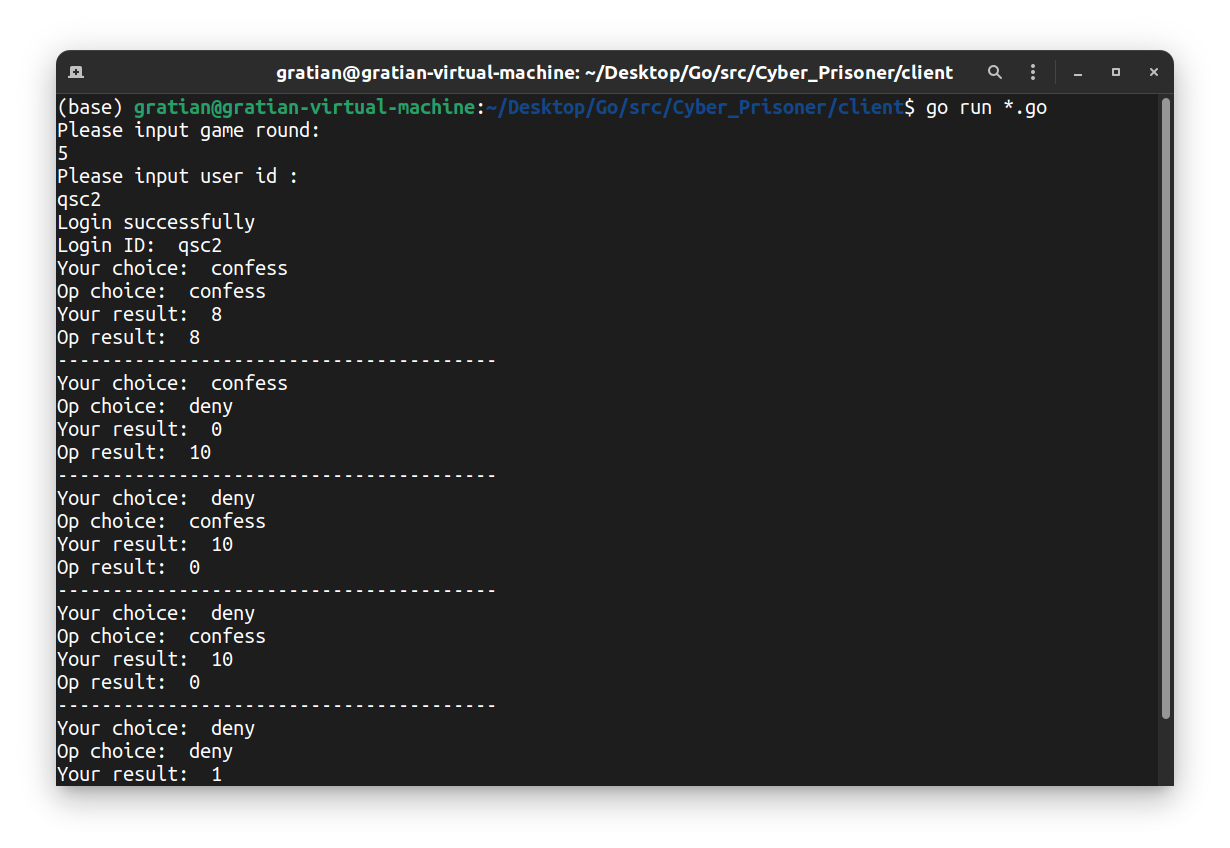 gratian@gratian-virtual-machine: ~/Desktop/Go/src/Cyber_Prisoner/client
(base) gratian@gratian-virtual-machine:~/Desktop/Go/src/Cyber_Prisoner/client$ go run *.go
Please input game round:
5
Please input user id :
qsc2
Login successfully
Login ID:  qsc2
Your choice:  confess
Op choice:  confess
Your result:  8
Op result:  8
----------------------------------------
Your choice:  confess
Op choice:  deny
Your result:  0
Op result:  10
----------------------------------------
Your choice:  deny
Op choice:  confess
Your result:  10
Op result:  0
----------------------------------------
Your choice:  deny
Op choice:  confess
Your result:  10
Op result:  0
----------------------------------------
Your choice:  deny
Op choice:  deny
Your result:  1